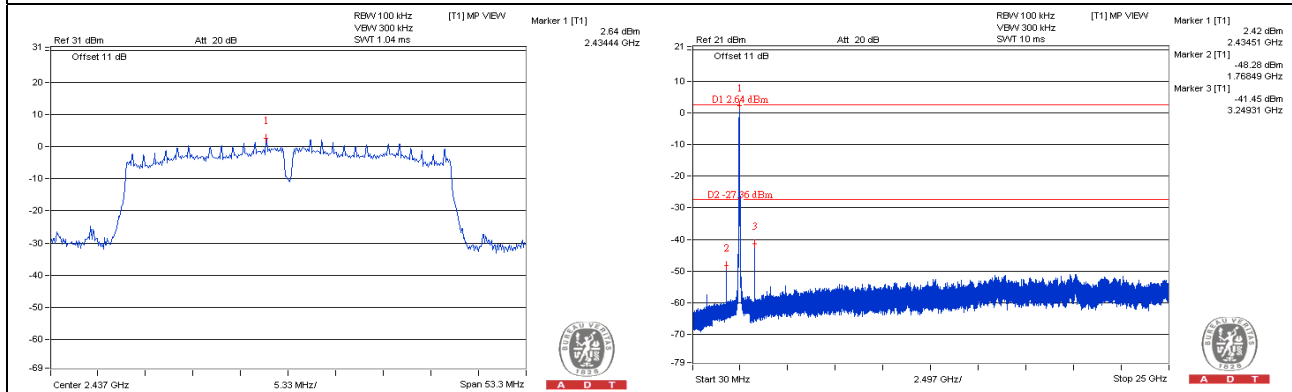 RBW 100 kHz [T1] MP VIEW
VBW 300 kHz
Ref 31 dBm Att 20 dB SWT 1.04 ms
Marker 1 [T1]
2.64 dBm
2.43444 GHz
31
Offset 11 dB
20
10
1
0
-10
-20
-30
-40
-50
-60
-69
Center 2.437 GHz 5.33 MHz/ Span 53.3 MHz
BUREAU VERITAS
1828
A D T
RBW 100 kHz [T1] MP VIEW
VBW 300 kHz
Ref 21 dBm Att 20 dB SWT 10 ms
Marker 1 [T1]
2.42 dBm
2.43451 GHz
Marker 2 [T1]
-48.28 dBm
1.76849 GHz
Marker 3 [T1]
-41.45 dBm
3.24931 GHz
21
Offset 11 dB
10
1
D1 2.64 dBm
0
-10
-20
D2 -27.36 dBm
-30
3
-40
2
-50
-60
-70
-79
Start 30 MHz 2.497 GHz/ Stop 25 GHz
BUREAU VERITAS
1828
A D T